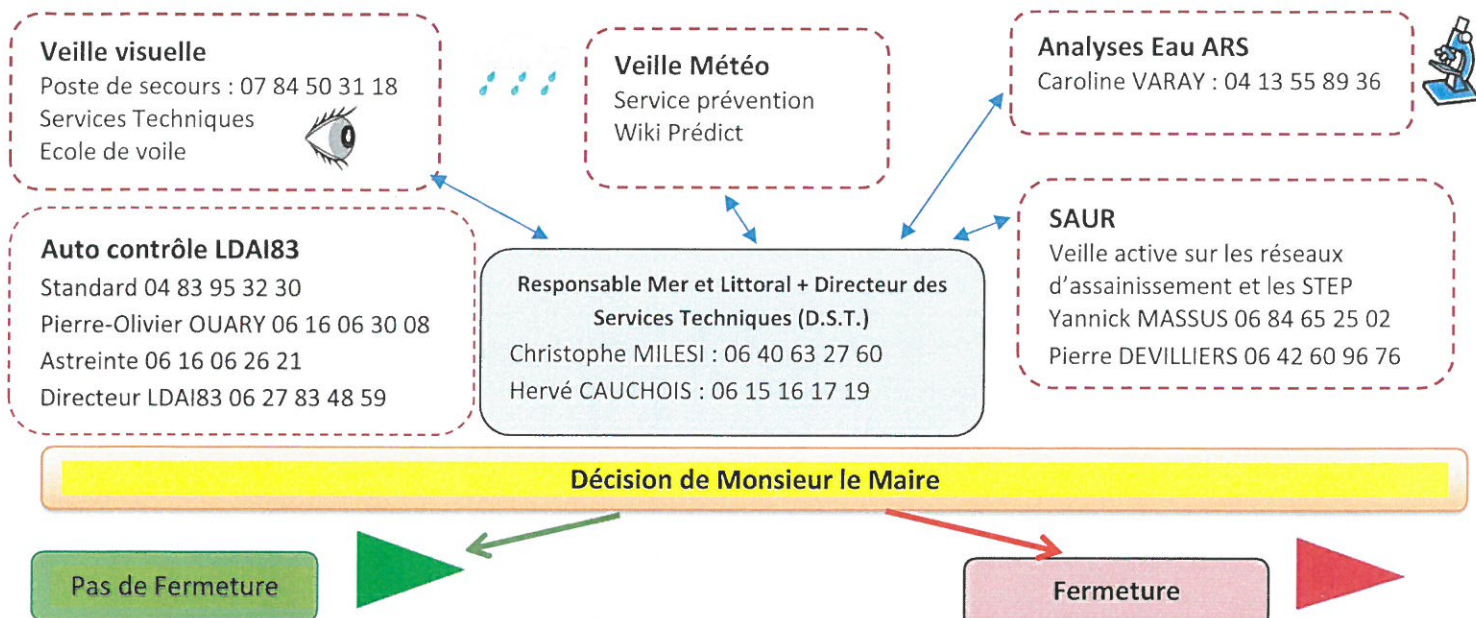 Veille visuelle
Poste de secours : 07 84 50 31 18
Services Techniques
Ecole de voile
Veille Météo
Service prévention
Wiki Prédict
Analyses Eau ARS
Caroline VARAY : 04 13 55 89 36
Auto contrôle LDAI83
Standard 04 83 95 32 30
Pierre-Olivier OUARY 06 16 06 30 08
Astreinte 06 16 06 26 21
Directeur LDAI83 06 27 83 48 59
Responsable Mer et Littoral + Directeur des
Services Techniques (D.S.T.)
Christophe MILESI : 06 40 63 27 60
Hervé CAUCHOIS : 06 15 16 17 19
SAUR
Veille active sur les réseaux
d'assainissement et les STEP
Yannick MASSUS 06 84 65 25 02
Pierre DEVILLIERS 06 42 60 96 76
Décision de Monsieur le Maire
Pas de Fermeture
Fermeture